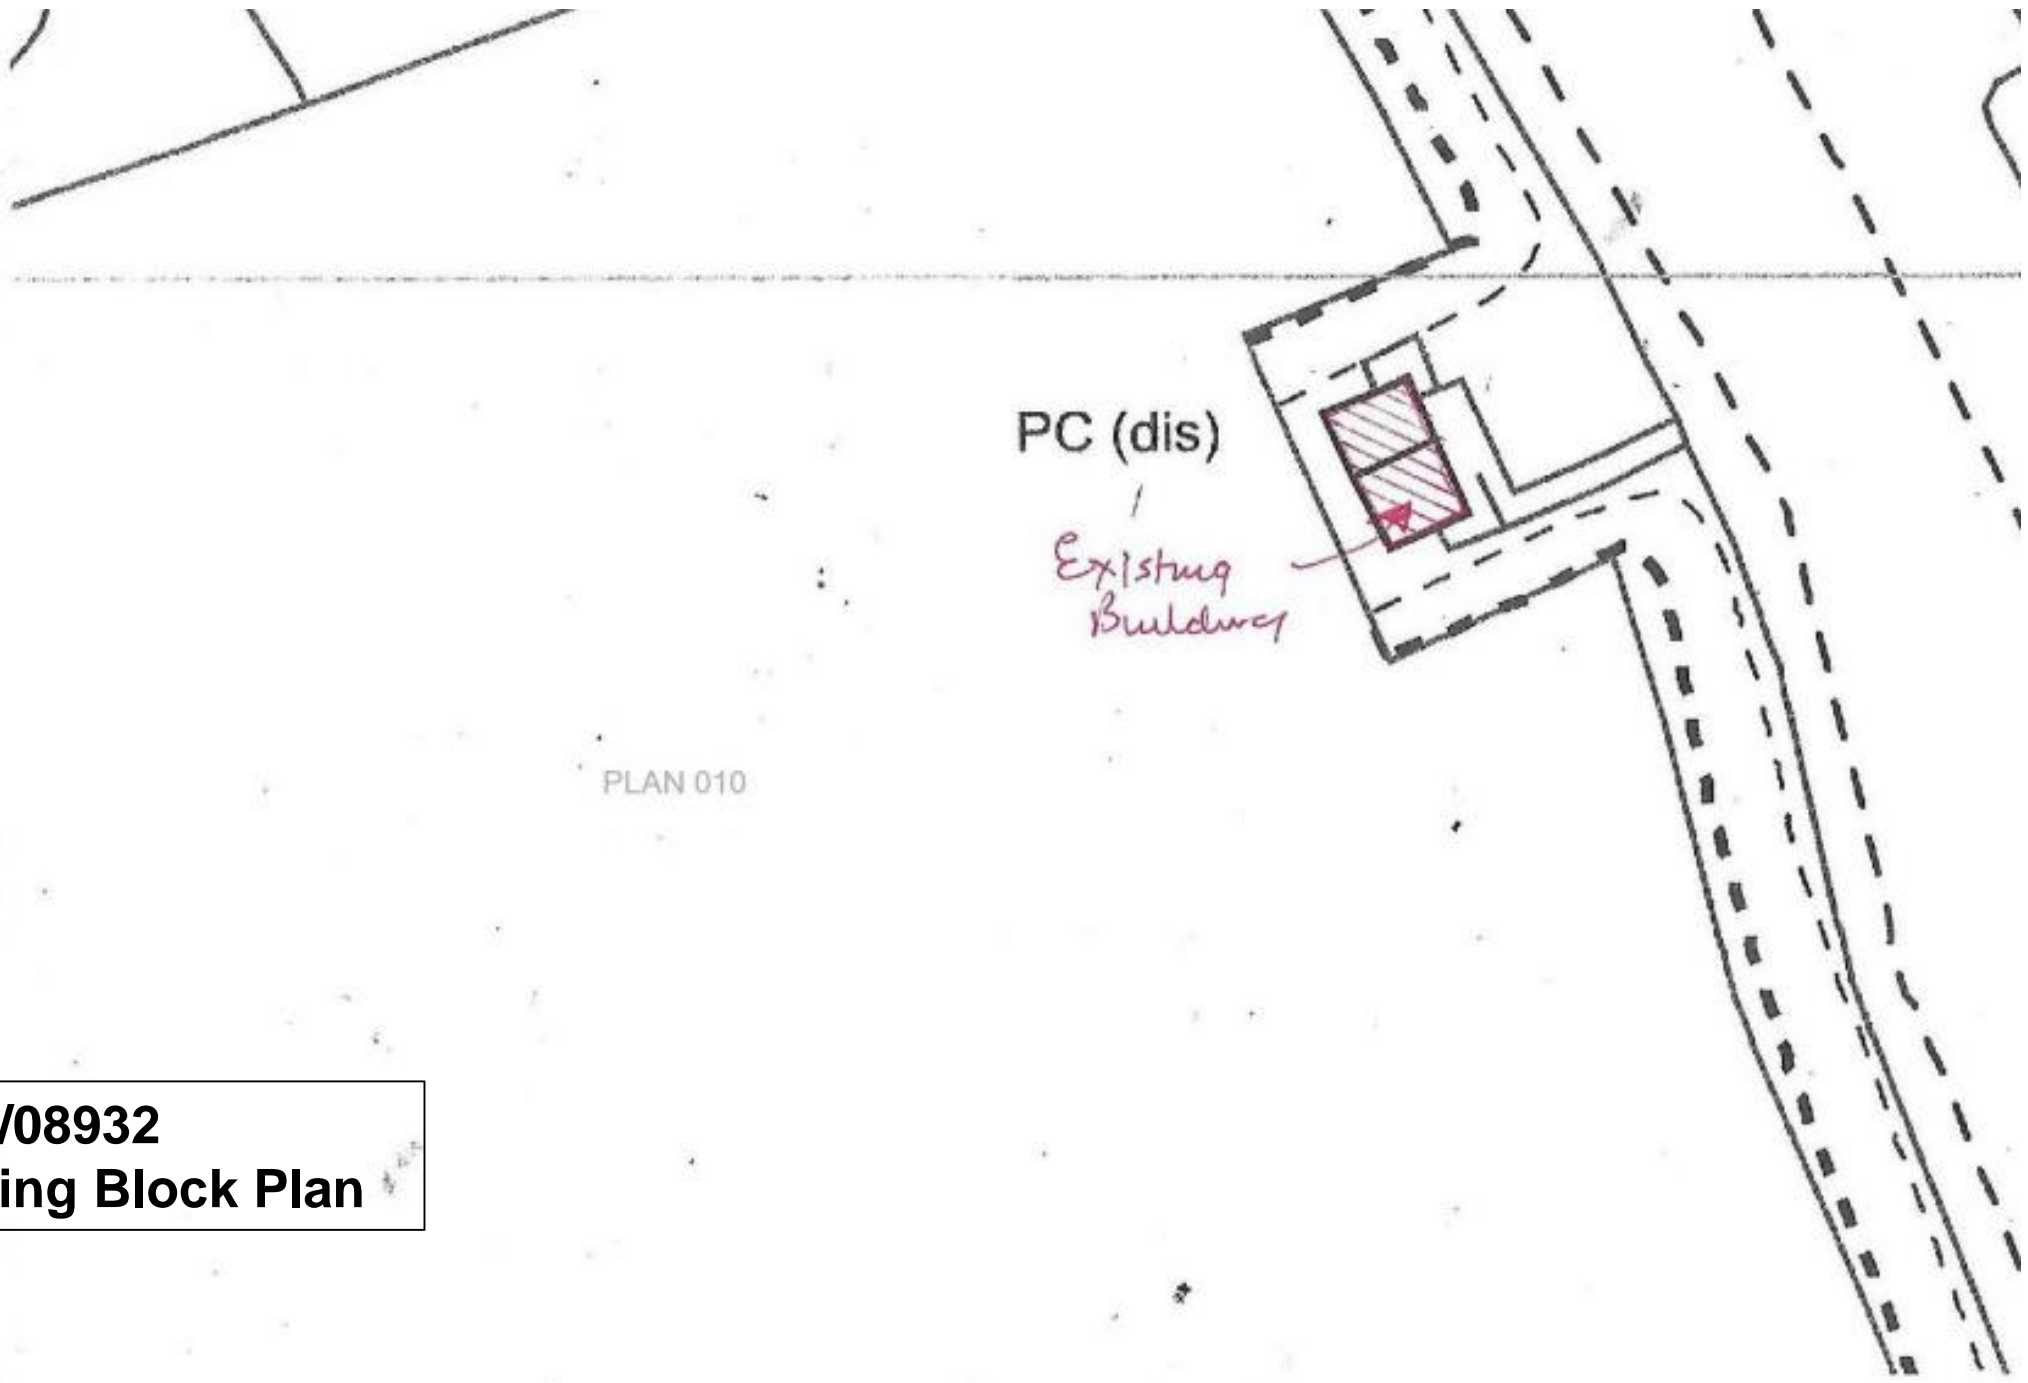 PC (dis)
Existing
Building
PLAN 010
/08932
ing Block Plan